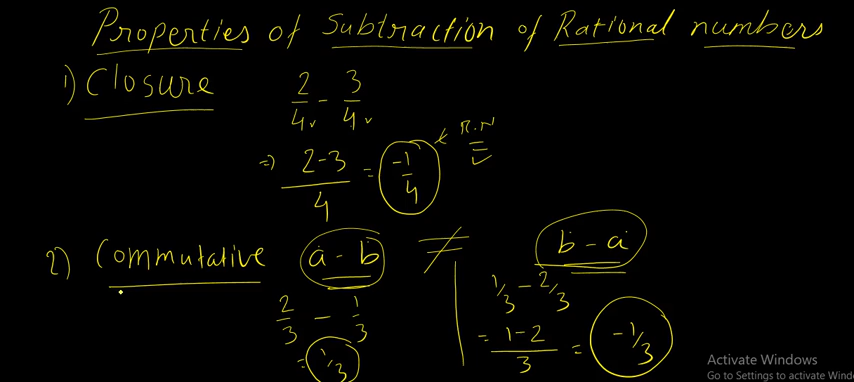 Properties of Subtraction of Rational numbers
1) Closure
2/4 - 3/4
=) 2-3/4 = -1/4 R.N
2) Commutative a - b ≠ b - a
2/3 - 1/3
= 1/3
1/3 - 2/3
= 1-2/3 = -1/3
Activate Windows
Go to Settings to activate Windows